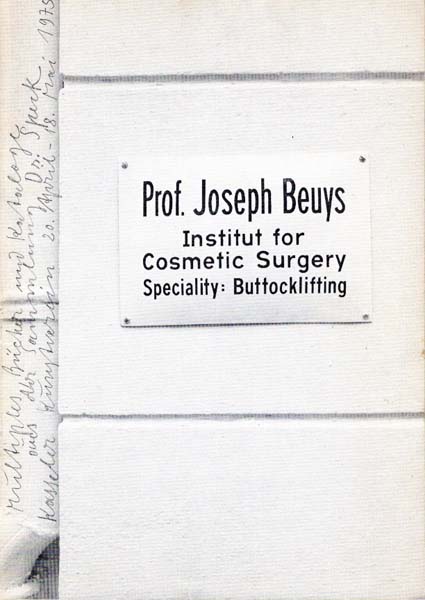 Multiples, Bücher und Kataloge
aus der Sammlung Dr. Speck
Kasseler Kunstverein 20. April - 18. Mai 1975
Prof. Joseph Beuys
Institut for
Cosmetic Surgery
Speciality: Buttocklifting